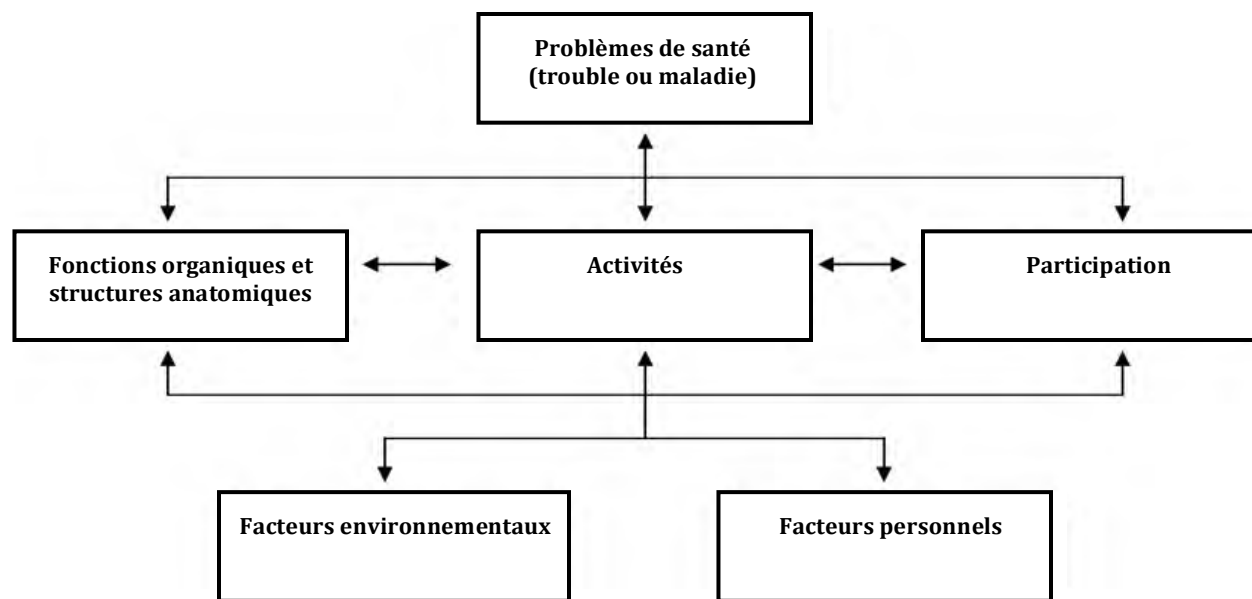 Problèmes de santé
(trouble ou maladie)
Fonctions organiques et
structures anatomiques
Activités
Participation
Facteurs environnementaux
Facteurs personnels